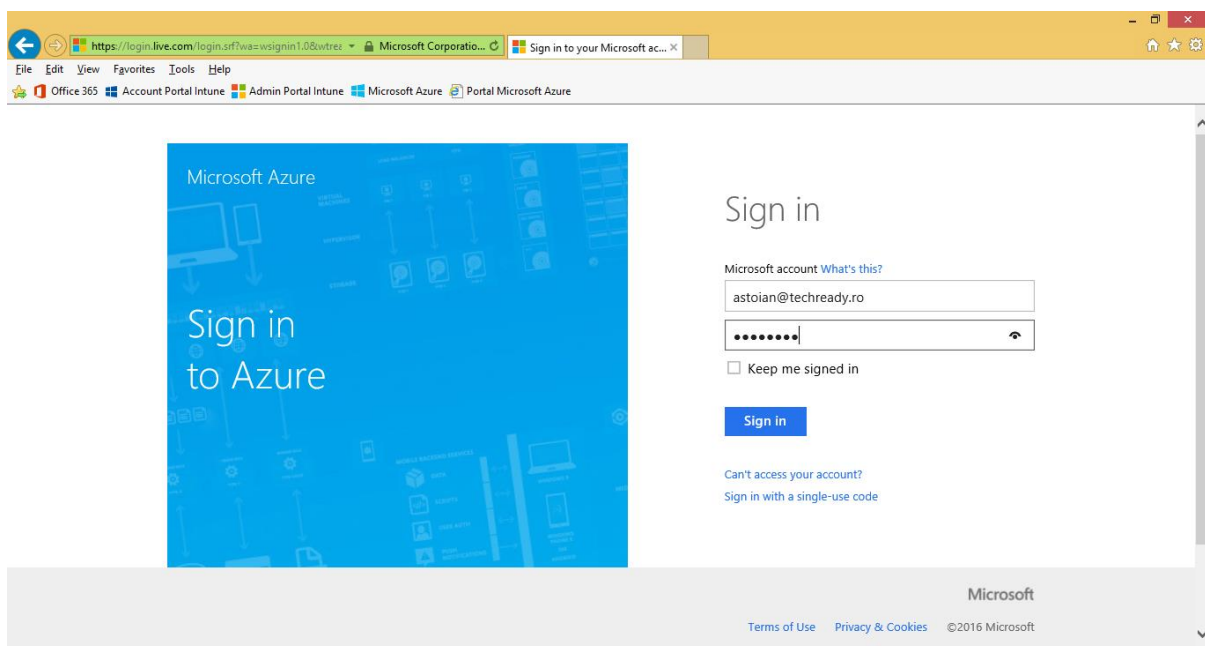 https://login.live.com/login.srf?wa=wsignin1.0&wtrea
Microsoft Corporatio...
Sign in to your Microsoft ac...
File Edit View Favorites Tools Help
Office 365 Account Portal Intune Admin Portal Intune Microsoft Azure Portal Microsoft Azure
Microsoft Azure
Sign in
to Azure
Sign in
Microsoft account What's this?
astoian@techready.ro
••••••••
Keep me signed in
Sign in
Can't access your account?
Sign in with a single-use code
Microsoft
Terms of Use Privacy & Cookies ©2016 Microsoft